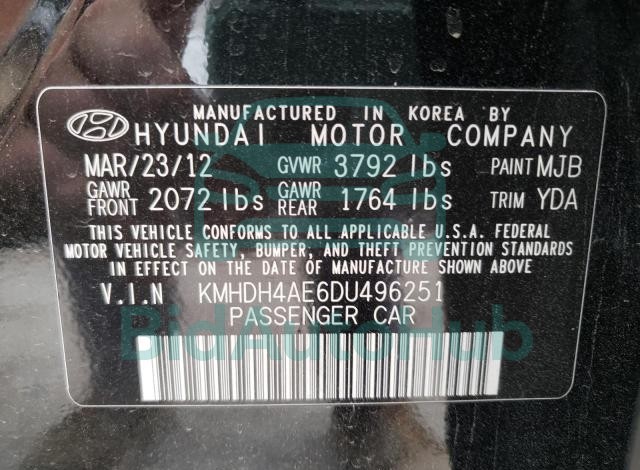 MANUFACTURED IN KOREA BY
HYUNDAI MOTOR COMPANY
MAR/23/12 GVWR 3792 lbs PAINT MJB
GAWR FRONT 2072 lbs GAWR REAR 1764 lbs TRIM YDA
THIS VEHICLE CONFORMS TO ALL APPLICABLE U.S.A. FEDERAL
MOTOR VEHICLE SAFETY, BUMPER, AND THEFT PREVENTION STANDARDS
IN EFFECT ON THE DATE OF MANUFACTURE SHOWN ABOVE
V.I.N KMHDH4AE6DU496251
PASSENGER CAR
BidAutoHub